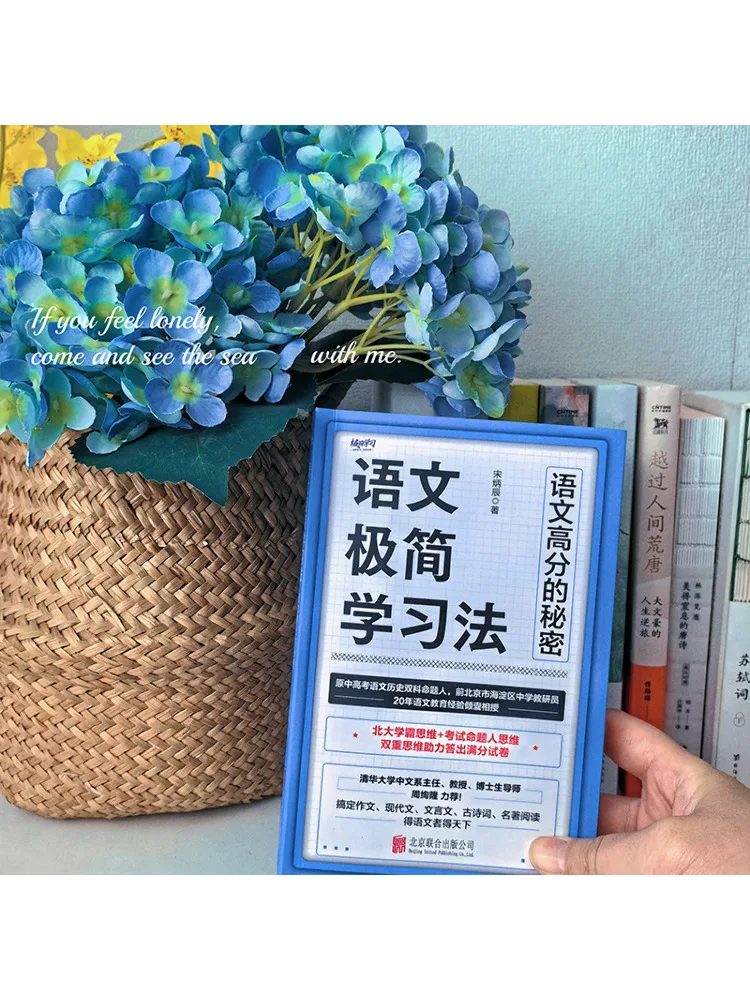 If you feel lonely,
come and see the sea with me.
语文
极简
学习法
宋炳辰◎著
语文高分的秘密
原中高考语文历史双科命题人，前北京市海淀区中学教研员
20年语文教育经验倾囊相授
* 北大学霸思维+考试命题人思维 *
双重思维助力答出满分试卷
清华大学中文系主任、教授、博士生导师
周绚隆 力荐！
搞定作文、现代文、文言文、古诗词、名著阅读
得语文者得天下
北京联合出版公司
Beijing United Publishing Co.,Ltd.
CATIME
CATIME
越过人间荒唐
大文豪的
人生逆旅
美得窒息的唐诗
苏轼词